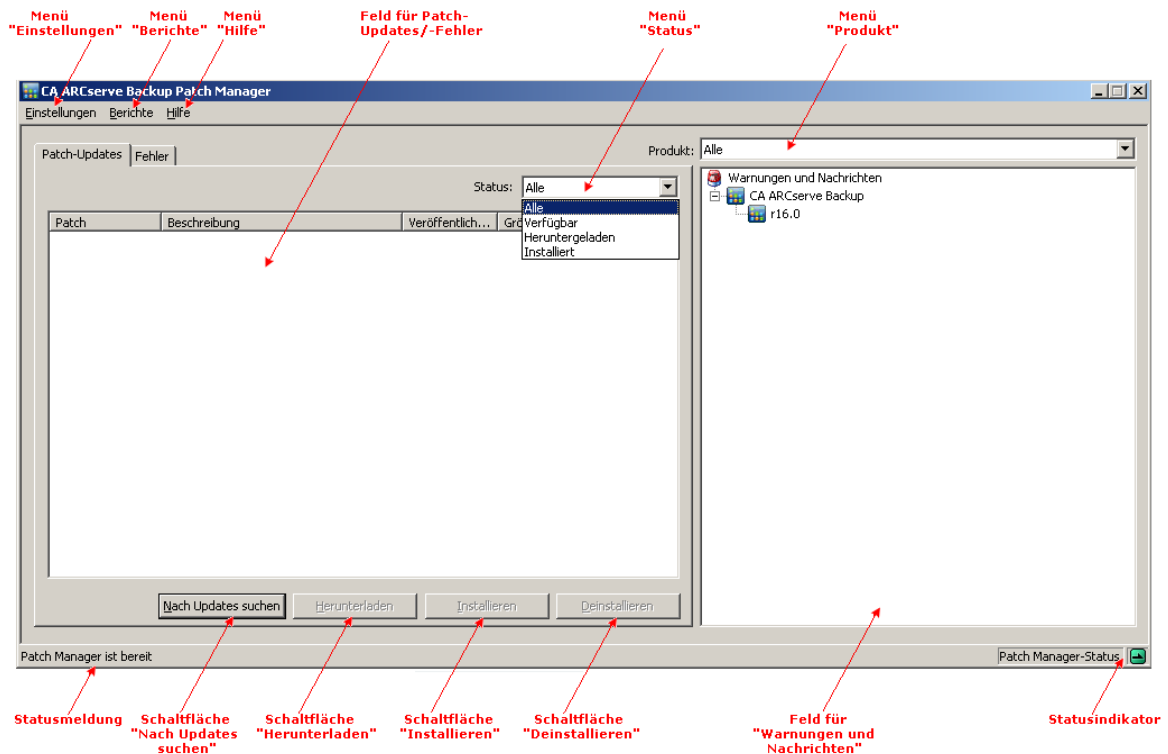 Menü
"Einstellungen"
Menü
"Berichte"
Menü
"Hilfe"
Feld für Patch-
Updates/-Fehler
Menü
"Status"
Menü
"Produkt"
CA ARCserve Backup Patch Manager
Einstellungen Berichte Hilfe
Patch-Updates Fehler
Produkt: Alle
Status: Alle
Alle
Verfügbar
Heruntergeladen
Installiert
Patch Beschreibung Veröffentlich... Grö
Warnungen und Nachrichten
CA ARCserve Backup
r16.0
Nach Updates suchen Herunterladen Installieren Deinstallieren
Patch Manager ist bereit
Patch Manager-Status
Statusmeldung
Schaltfläche
"Nach Updates
suchen"
Schaltfläche
"Herunterladen"
Schaltfläche
"Installieren"
Schaltfläche
"Deinstallieren"
Feld für
"Warnungen und
Nachrichten"
Statusindikator